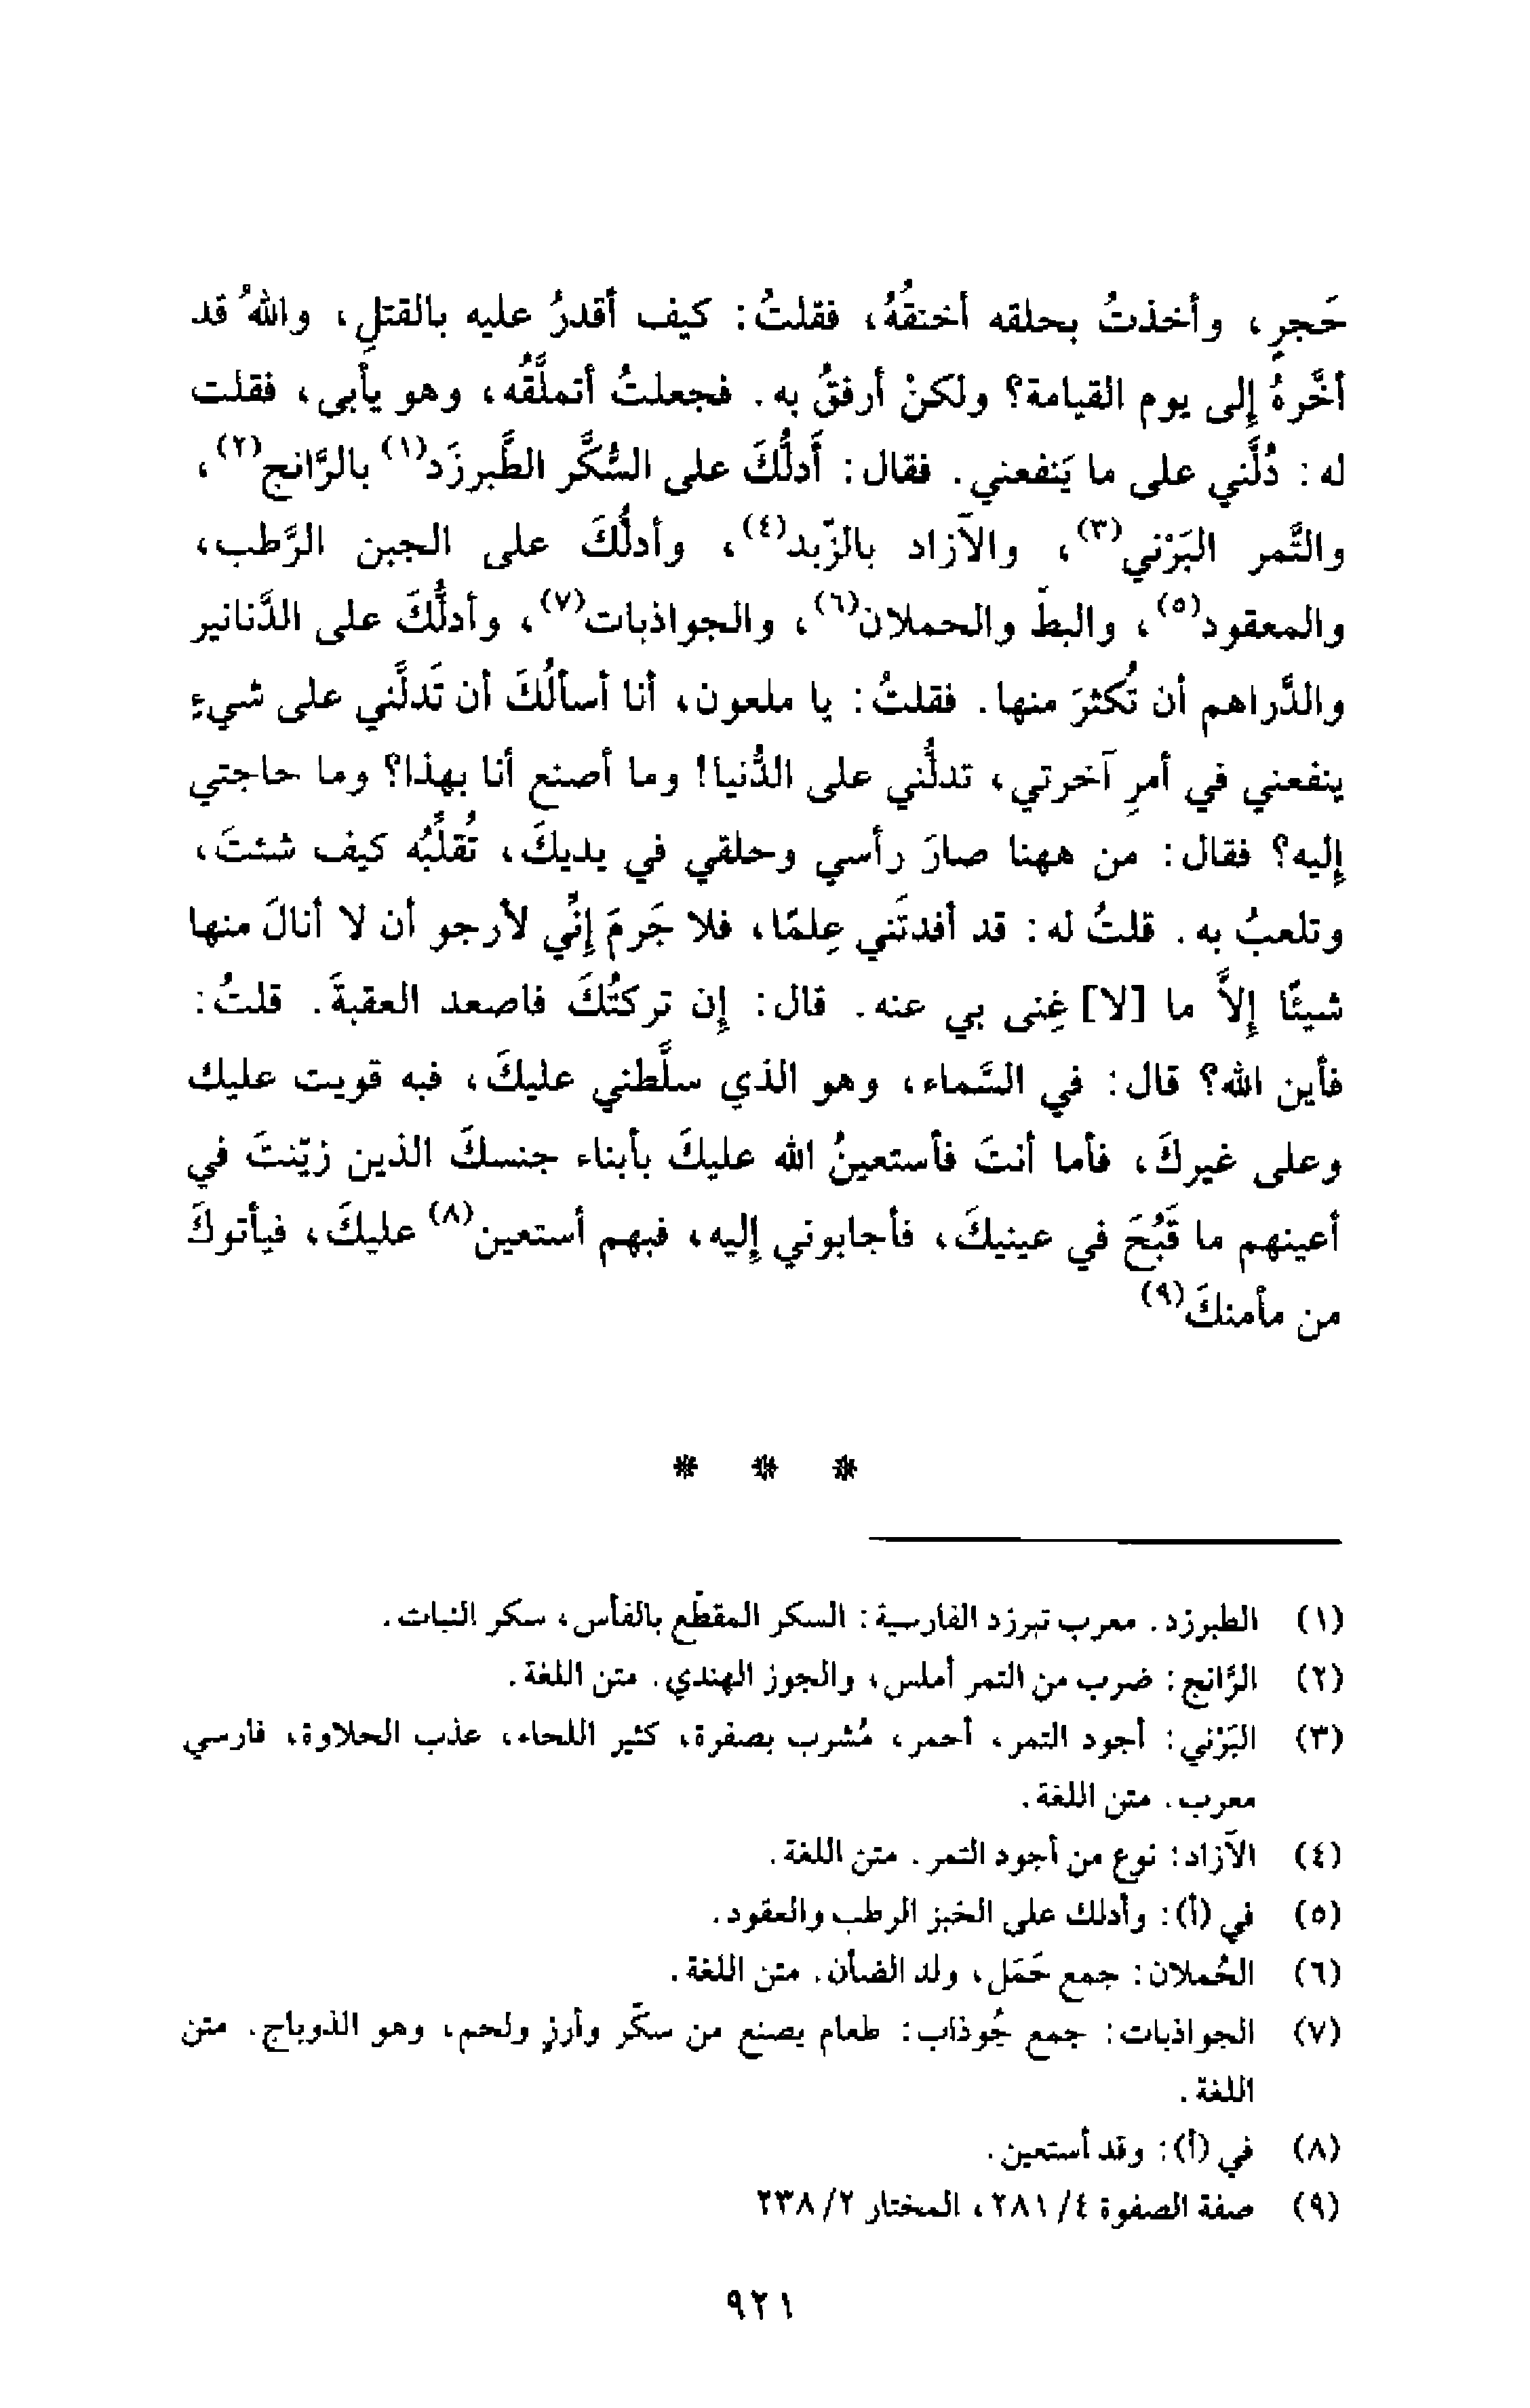 حَجرٍ، وأخذتُ بحلقه أخنقُهُ، فقلتُ: كيف أقدرُ عليه بالقتلِ، واللهُ قد
أخَّرهُ إلى يوم القيامة؟ ولكنْ أرفقُ به. فجعلتُ أتملَّقُه، وهو يأبى، فقلت
له: دُلَّني على ما يَنفعني. فقال: أَدلُّكَ على السُّكَّر الطَّبرزَد(١) بالرَّانج(٢)،
والتَّمر البَرْني(٣)، والآزاد بالزّبد(٤)، وأدلُّكَ على الجبن الرَّطب،
والمعقود(٥)، والبطّ والحملان(٦)، والجواذبات(٧)، وأدلُّكَ على الدَّنانير
والدَّراهم أن تُكثرَ منها. فقلتُ: يا ملعون، أنا أسألُكَ أن تَدلَّني على شيءٍ
ينفعني في أمرِ آخرتي، تدلُّني على الدُّنيا! وما أصنع أنا بهذا؟ وما حاجتي
إليه؟ فقال: من ههنا صارَ رأسي وحلقي في يديكَ، تُقلِّبُه كيف شئتَ،
وتلعبُ به. قلتُ له: قد أفدتَني عِلمًا، فلا جَرمَ إنِّي لأرجو أن لا أنالَ منها
شيئًا إلاَّ ما [لا] غِنى بي عنه. قال: إن تركتُكَ فاصعد العقبةَ. قلتُ:
فأين الله؟ قال: في السَّماء، وهو الذي سلَّطني عليكَ، فبه قويت عليك
وعلى غيركَ، فأما أنتَ فأستعينُ الله عليكَ بأبناء جنسكَ الذين زيّنتَ في
أعينهم ما قَبُحَ في عينيكَ، فأجابوني إليه، فبهم أستعين(٨) عليكَ، فيأتوكَ
من مأمنكَ(٩)
* * *
(١) الطبرزد. معرب تبرزد الفارسية: السكر المقطّع بالفأس، سكر النبات.
(٢) الرَّانج: ضرب من التمر أملس، والجوز الهندي. متن اللغة.
(٣) البَرْني: أجود التمر، أحمر، مُشرب بصفرة، كثير اللحاء، عذب الحلاوة، فارسي
معرب. متن اللغة.
(٤) الآزاد: نوع من أجود التمر. متن اللغة.
(٥) في (أ): وأدلك على الخبز الرطب والعقود.
(٦) الحُملان: جمع حَمَل، ولد الضأن. متن اللغة.
(٧) الجواذبات: جمع جُوذاب: طعام يصنع من سكّر وأرزٍ ولحم، وهو الذوباج. متن
اللغة.
(٨) في (أ): وقد أستعين.
(٩) صفة الصفوة ٤/ ٢٨١، المختار ٢/ ٢٣٨
٩٢١